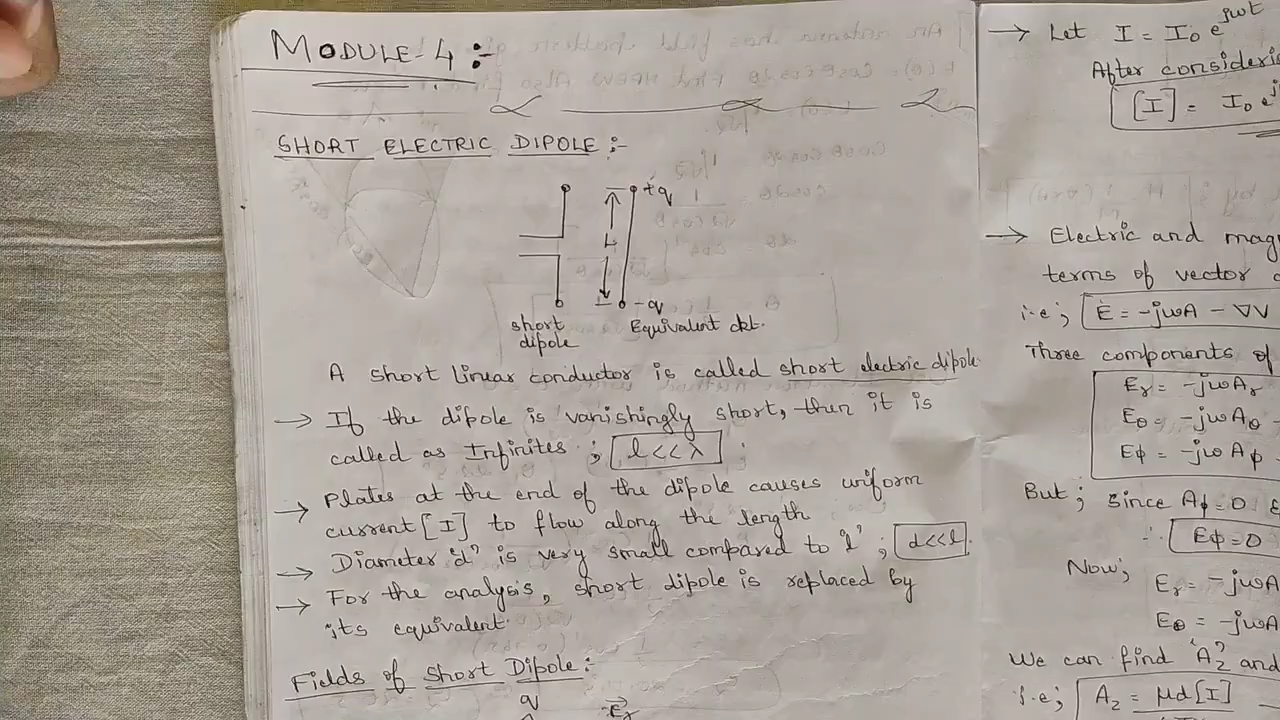 MODULE-4 :-
SHORT ELECTRIC DIPOLE :-
+q
L
-q
short dipole
Equivalent ckt.
A short linear conductor is called short electric dipole
→ If the dipole is vanishingly short, then it is
called as Infinites ; l<<λ ;
→ Plates at the end of the dipole causes uniform
current [I] to flow along the length
→ Diameter "d" is very small compared to 'l' ; d<<l.
→ For the analysis, short dipole is replaced by
its equivalent.
Fields of Short Dipole :-
q
→ Let I = I₀ e^jωt
After
[I] = I₀ e^j
→ Electric and
terms of vector
i.e; E = -jωA - ∇V
Three components of
Er = -jωAr
Eθ = -jωAθ -
Eφ = -jωAφ -
But; since Aφ=0
∴ Eφ=0
Now; Er = -jωA
Eθ = -jωA
We can find 'Az' and
i.e; Az = μd[I]